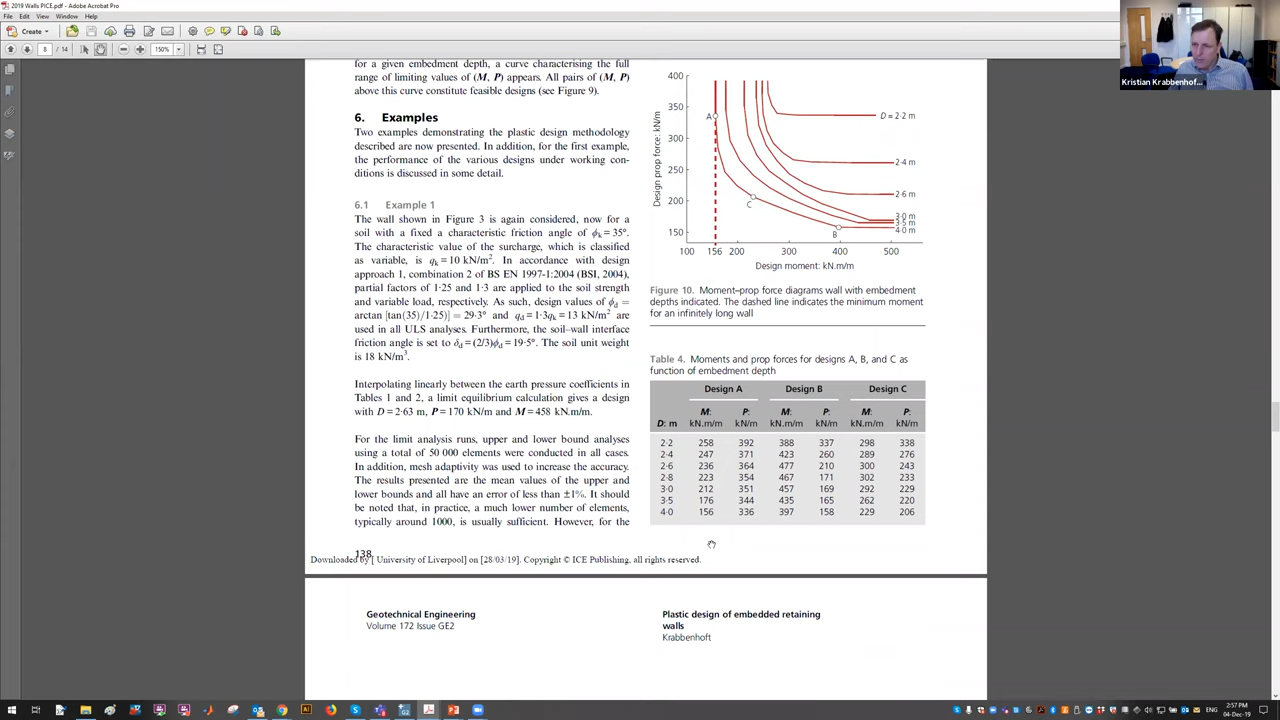 2019 Walls PICE.pdf - Adobe Acrobat Pro
File Edit View Window Help
Create
8 / 14 150%
Kristian Krabbenhof...
for a given embedment depth, a curve characterising the full
range of limiting values of (M, P) appears. All pairs of (M, P)
above this curve constitute feasible designs (see Figure 9).
6. Examples
Two examples demonstrating the plastic design methodology
described are now presented. In addition, for the first example,
the performance of the various designs under working con-
ditions is discussed in some detail.
6.1 Example 1
The wall shown in Figure 3 is again considered, now for a
soil with a fixed a characteristic friction angle of ϕk = 35°.
The characteristic value of the surcharge, which is classified
as variable, is qk = 10 kN/m². In accordance with design
approach 1, combination 2 of BS EN 1997-1:2004 (BSI, 2004),
partial factors of 1·25 and 1·3 are applied to the soil strength
and variable load, respectively. As such, design values of ϕd =
arctan [tan(35)/1·25)] = 29·3° and qd = 1·3qk = 13 kN/m² are
used in all ULS analyses. Furthermore, the soil–wall interface
friction angle is set to δd = (2/3)ϕd = 19·5°. The soil unit weight
is 18 kN/m³.
Interpolating linearly between the earth pressure coefficients in
Tables 1 and 2, a limit equilibrium calculation gives a design
with D = 2·63 m, P = 170 kN/m and M = 458 kN.m/m.
For the limit analysis runs, upper and lower bound analyses
using a total of 50 000 elements were conducted in all cases.
In addition, mesh adaptivity was used to increase the accuracy.
The results presented are the mean values of the upper and
lower bounds and all have an error of less than ±1%. It should
be noted that, in practice, a much lower number of elements,
typically around 1000, is usually sufficient. However, for the
138
Downloaded by [ University of Liverpool] on [28/03/19]. Copyright © ICE Publishing, all rights reserved.
400
350
300
250
200
150
Design prop force: kN/m
A
C
B
D = 2·2 m
2·4 m
2·6 m
3·0 m
3·5 m
4·0 m
100 156 200 300 400 500
Design moment: kN.m/m
Figure 10. Moment–prop force diagrams wall with embedment
depths indicated. The dashed line indicates the minimum moment
for an infinitely long wall
Table 4. Moments and prop forces for designs A, B, and C as
function of embedment depth
Design A Design B Design C
M: P: M: P: M: P:
D: m kN.m/m kN/m kN.m/m kN/m kN.m/m kN/m
2·2 258 392 388 337 298 338
2·4 247 371 423 260 289 276
2·6 236 364 477 210 300 243
2·8 223 354 467 171 302 233
3·0 212 351 457 169 292 229
3·5 176 344 435 165 262 220
4·0 156 336 397 158 229 206
Geotechnical Engineering
Volume 172 Issue GE2
Plastic design of embedded retaining
walls
Krabbenhoft
ENG
2:57 PM
04-Dec-19